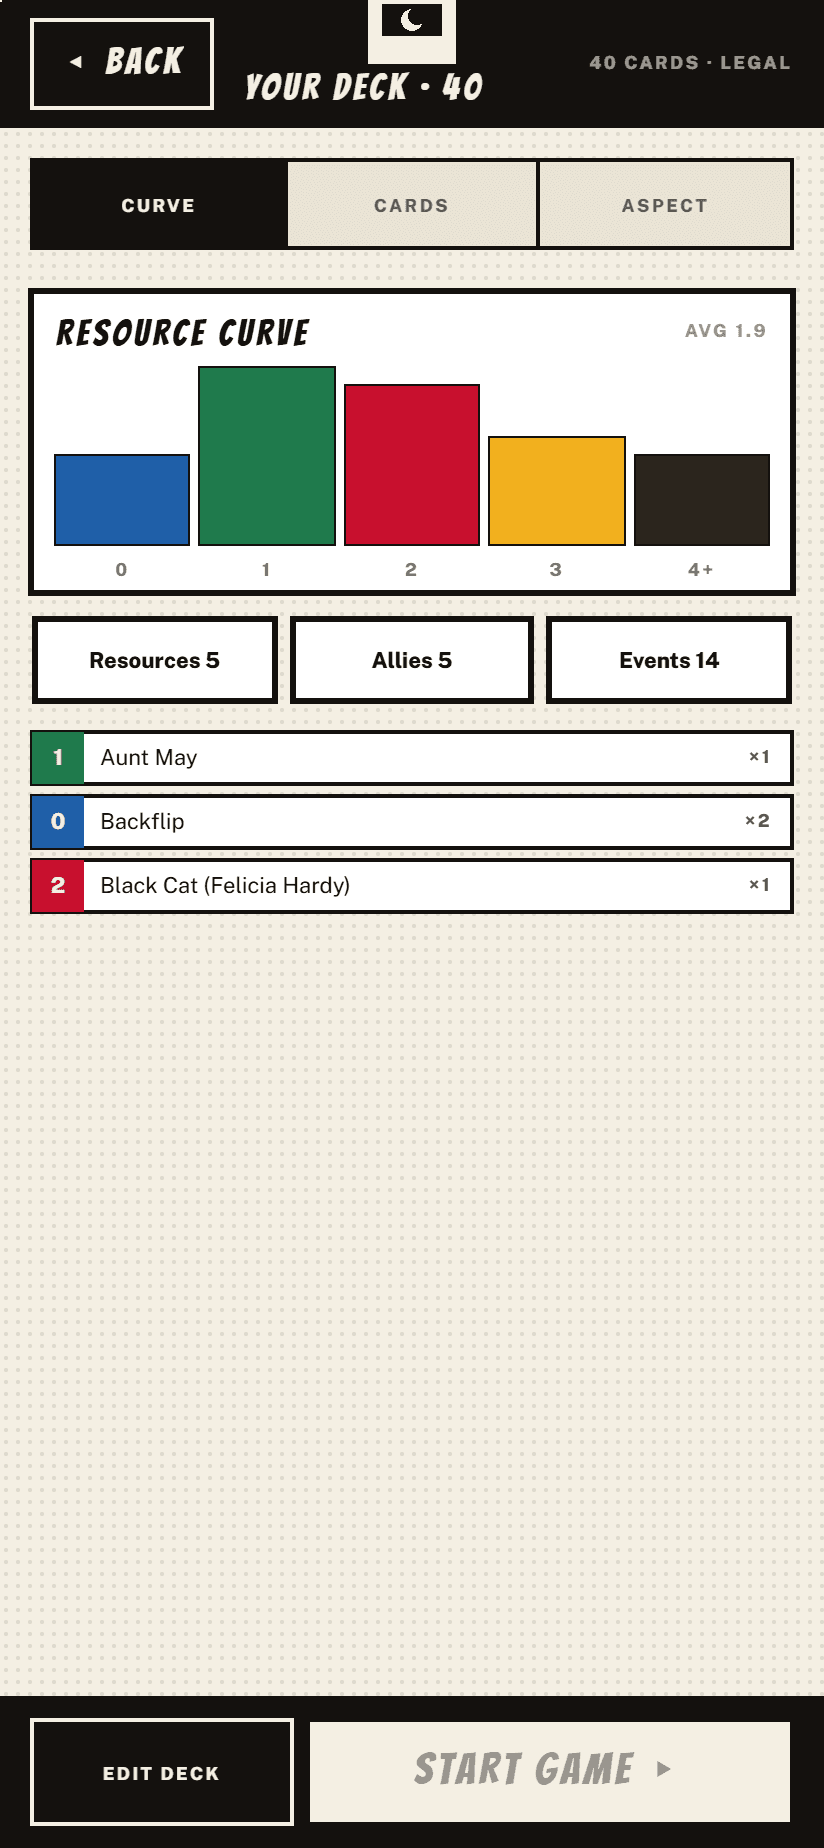 ◄ BACK
YOUR DECK · 40
40 CARDS · LEGAL
CURVE
CARDS
ASPECT
RESOURCE CURVE
AVG 1.9
0 1 2 3 4+
Resources 5
Allies 5
Events 14
1 Aunt May ×1
0 Backflip ×2
2 Black Cat (Felicia Hardy) ×1
EDIT DECK
START GAME ►